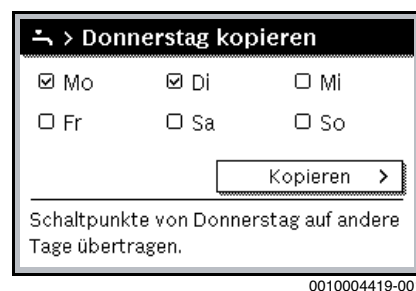 > Donnerstag kopieren
Mo Di Mi
Fr Sa So
Kopieren >
Schaltpunkte von Donnerstag auf andere
Tage übertragen.
0010004419-00